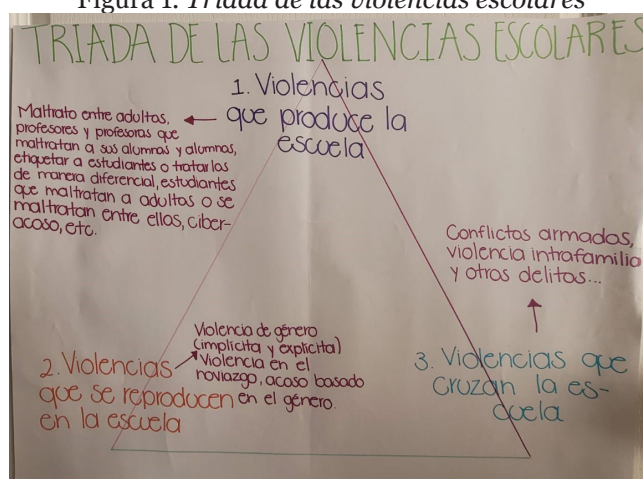 Figura 1. Triada de las violencias escolares
TRIADA DE LAS VIOLENCIAS ESCOLARES
1. Violencias
que produce la
escuela
Maltrato entre adultos,
profesores y profesoras que
maltratan a sus alumnas y alumnos,
etiquetar a estudiantes o tratarlos
de manera diferencial, estudiantes
que maltratan a adultos o se
maltratan entre ellos, ciber-
acoso, etc.
Conflictos armados,
violencia intrafamilia
y otros delitos...
Violencia de género
(implícita y explícita)
Violencia en el
noviazgo, acoso basado
en el género.
2. Violencias
que se reproducen
en la escuela
3. Violencias que
cruzan la es-
cuela